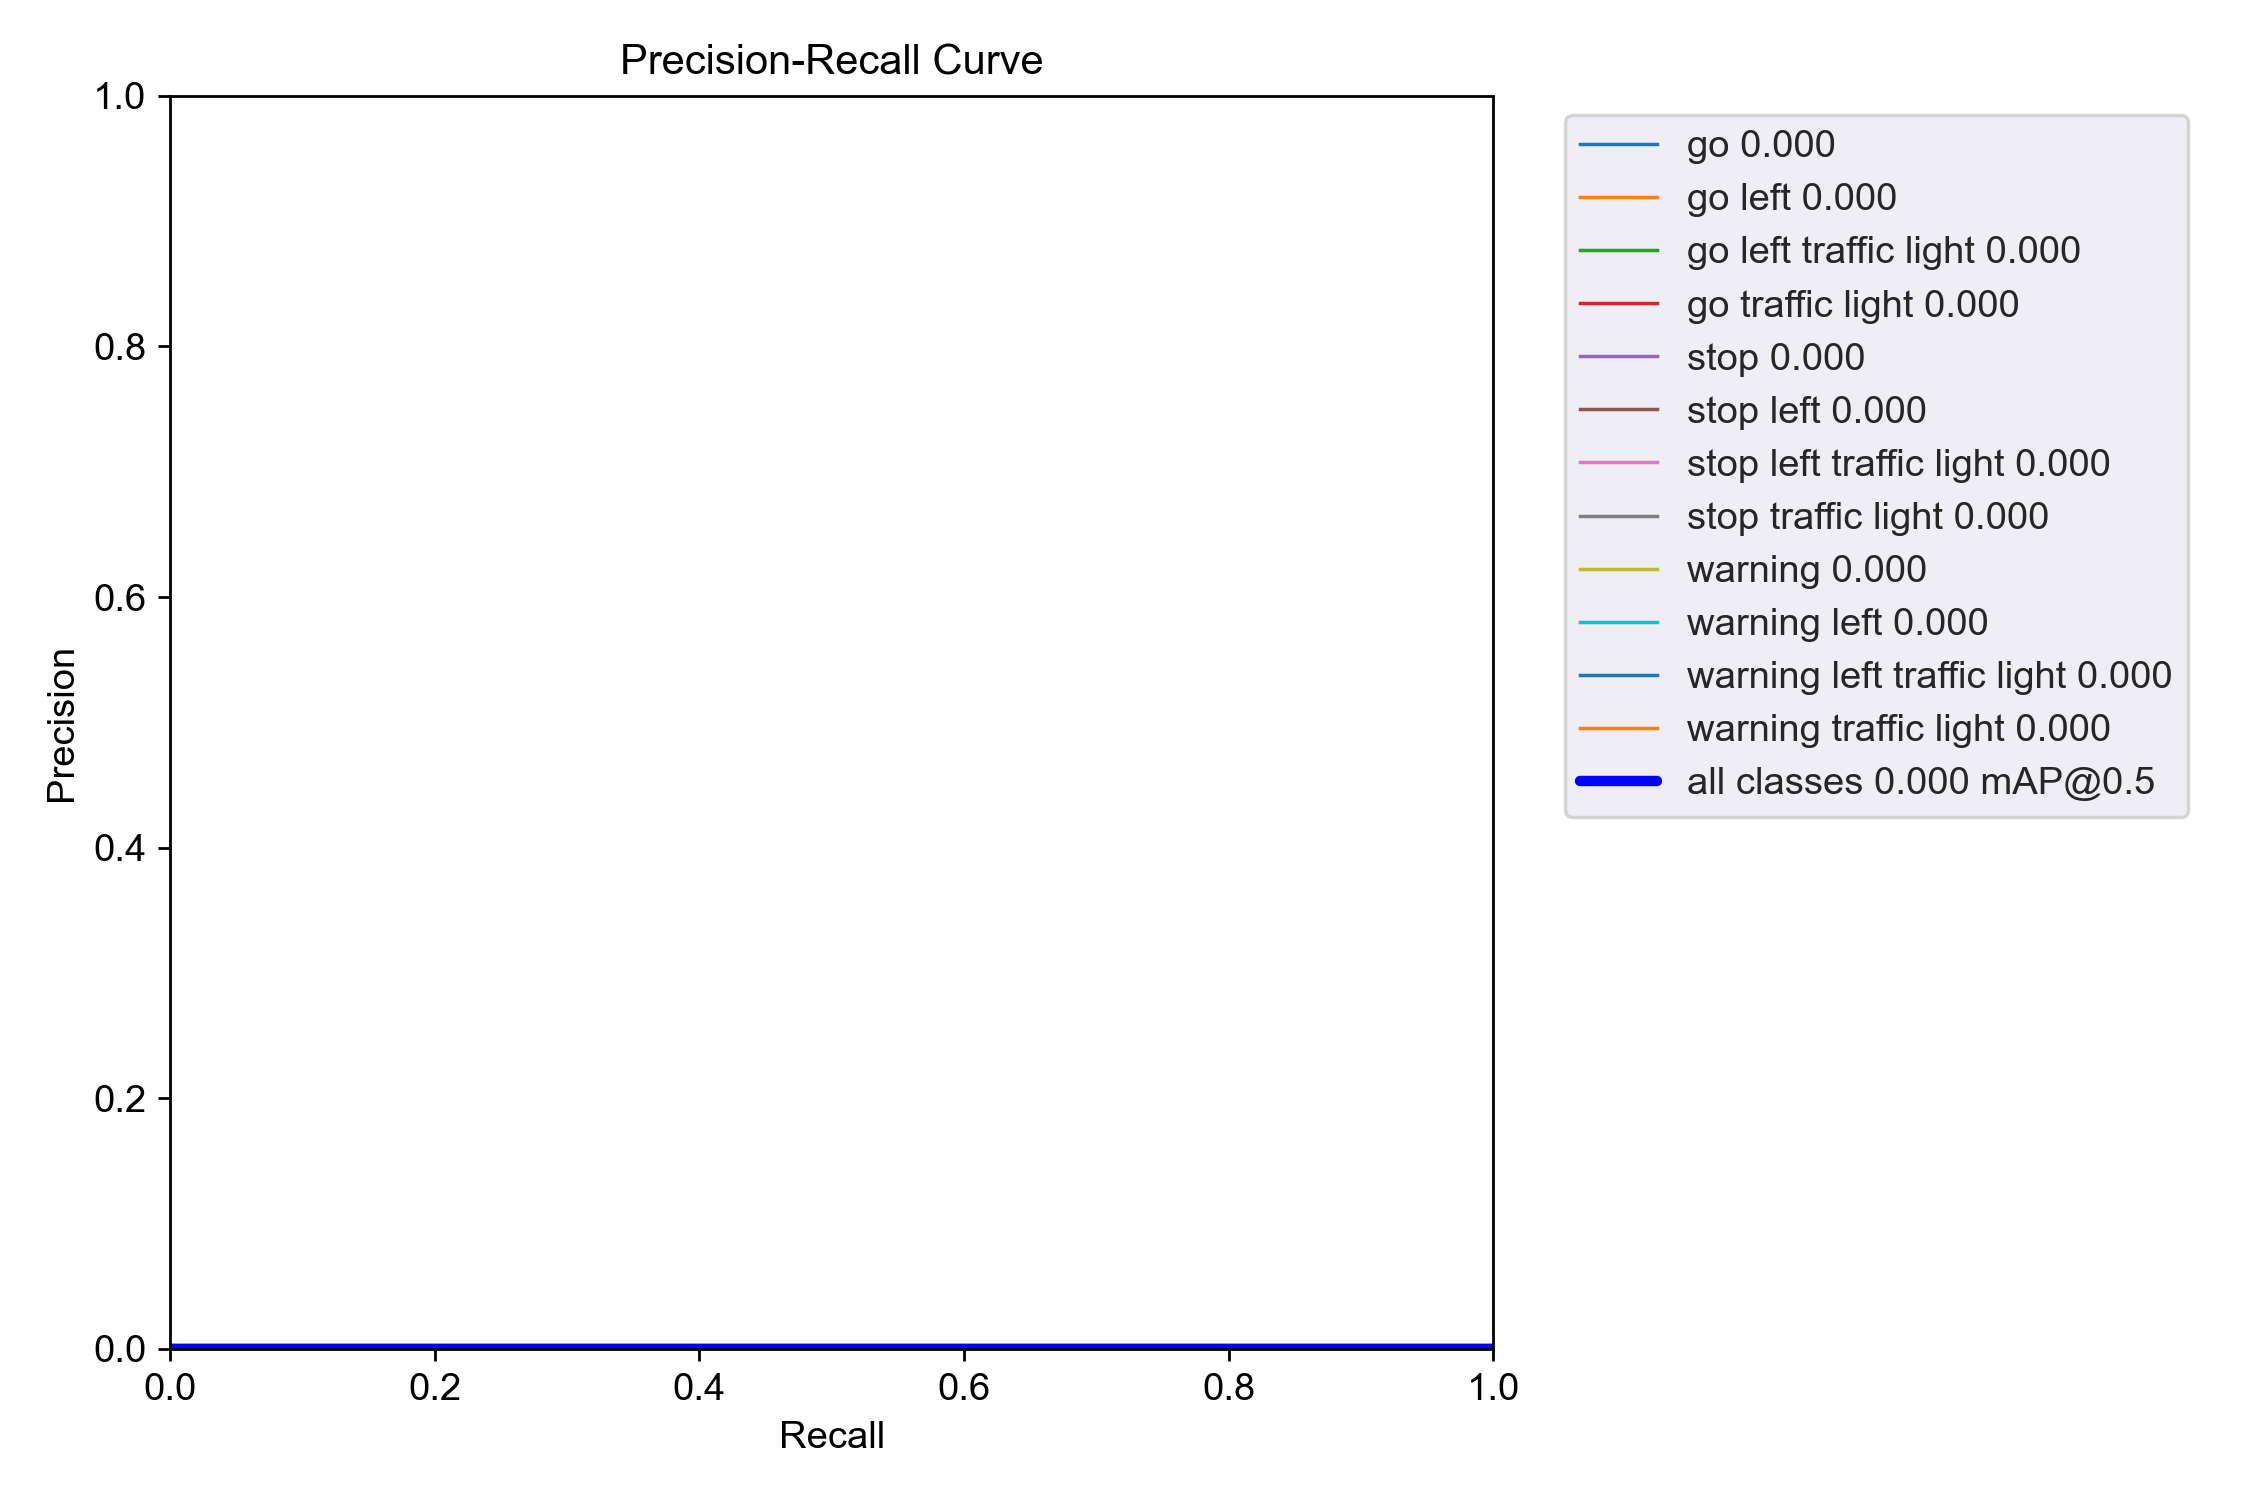 Precision-Recall Curve
1.0
0.8
0.6
0.4
0.2
0.0
Precision
0.0 0.2 0.4 0.6 0.8 1.0
Recall
go 0.000
go left 0.000
go left traffic light 0.000
go traffic light 0.000
stop 0.000
stop left 0.000
stop left traffic light 0.000
stop traffic light 0.000
warning 0.000
warning left 0.000
warning left traffic light 0.000
warning traffic light 0.000
all classes 0.000 mAP@0.5